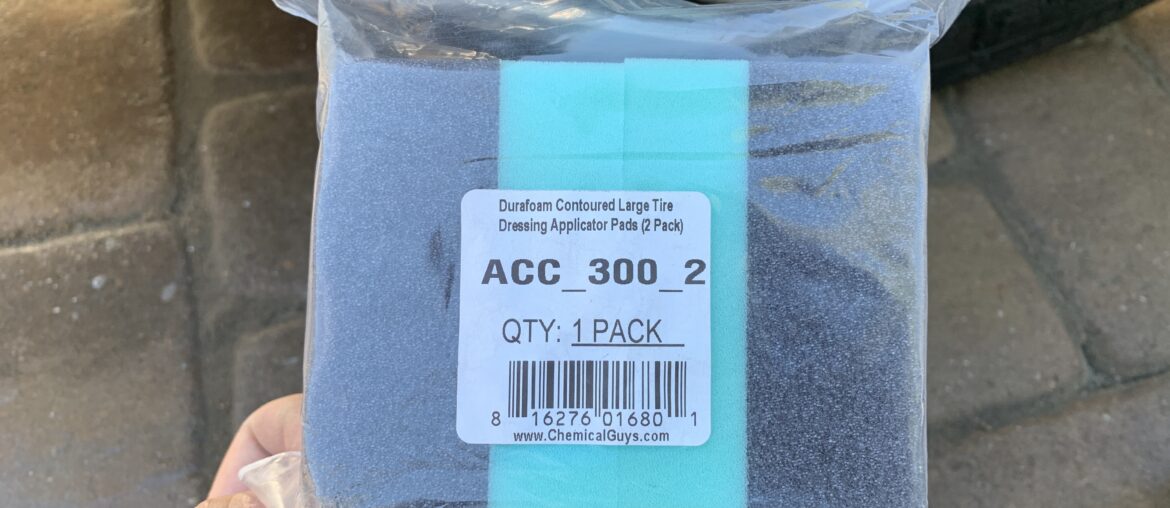 Durafoam Contoured Large Tire
Dressing Applicator Pads (2 Pack)
ACC_300_2
QTY: 1 PACK
8 16276 01680 1
www.ChemicalGuys.com